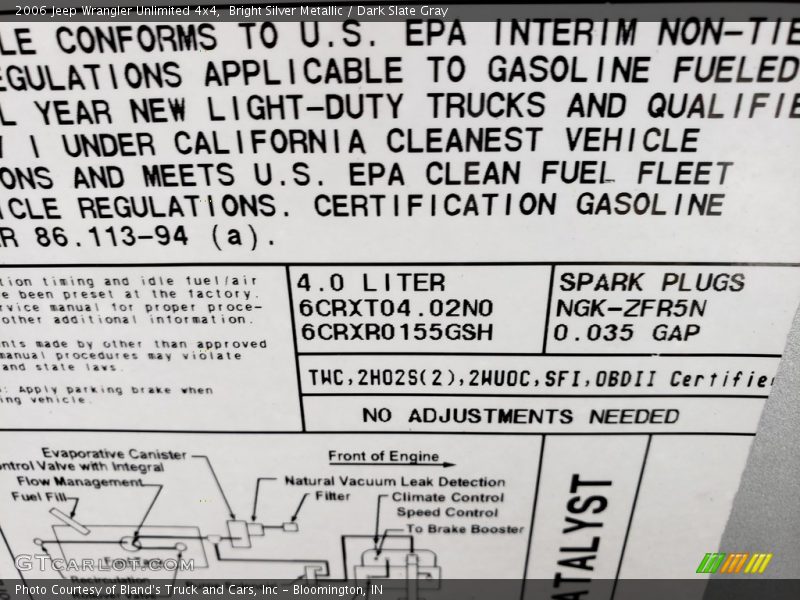 2006 Jeep Wrangler Unlimited 4x4, Bright Silver Metallic / Dark Slate Gray
LE CONFORMS TO U.S. EPA INTERIM NON-TIE
EGULATIONS APPLICABLE TO GASOLINE FUELED
L YEAR NEW LIGHT-DUTY TRUCKS AND QUALIFIE
I UNDER CALIFORNIA CLEANEST VEHICLE
ONS AND MEETS U.S. EPA CLEAN FUEL FLEET
ICLE REGULATIONS. CERTIFICATION GASOLINE
R 86.113-94 (a).
tion timing and idle fuel/air
e been preset at the factory.
rvice manual for proper proce-
other additional information.
nts made by other than approved
manual procedures may violate
and state laws.
s: Apply parking brake when
ing vehicle.
4.0 LITER
6CRXT04.02N0
6CRXR0155GSH
SPARK PLUGS
NGK-ZFR5N
0.035 GAP
TWC,2HO2S(2),2WUOC,SFI,OBDII Certifie
NO ADJUSTMENTS NEEDED
Evaporative Canister
ntrol Valve with Integral
Flow Management
Fuel Fill
Front of Engine
Natural Vacuum Leak Detection
Filter
Climate Control
Speed Control
To Brake Booster
Fuel Tank
Recirculation
ATALYST
GTcarlot.com
Photo Courtesy of Bland's Truck and Cars, Inc - Bloomington, IN